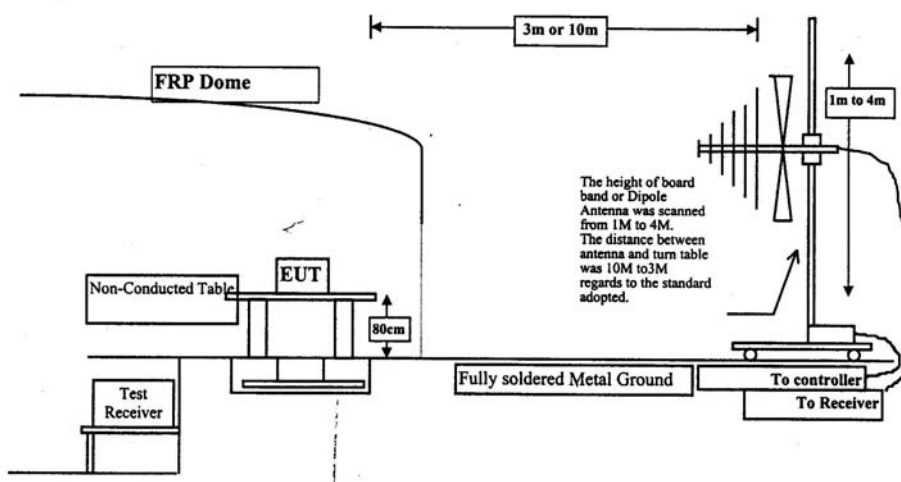 3m or 10m
FRP Dome
1m to 4m
The height of board
band or Dipole
Antenna was scanned
from 1M to 4M.
The distance between
antenna and turn table
was 10M to3M
regards to the standard
adopted.
EUT
Non-Conducted Table
80cm
Fully soldered Metal Ground
To controller
To Receiver
Test
Receiver